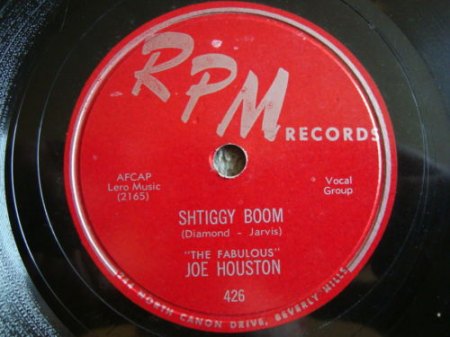 RPM
RECORDS
AFCAP
Lero Music
(2165)
Vocal
Group
SHTIGGY BOOM
(Diamond - Jarvis)
"THE FABULOUS"
JOE HOUSTON
426
244 NORTH CANON DRIVE, BEVERLY HILLS